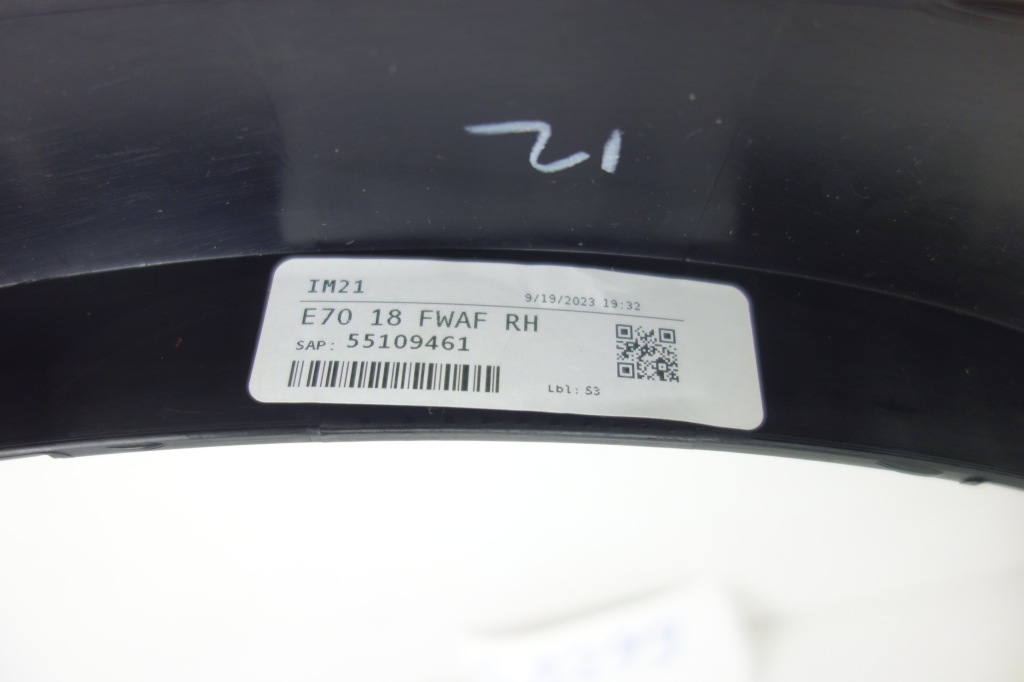 21
IM21
9/19/2023 19:32
E70 18 FWAF RH
SAP: 55109461
Lbl: S3